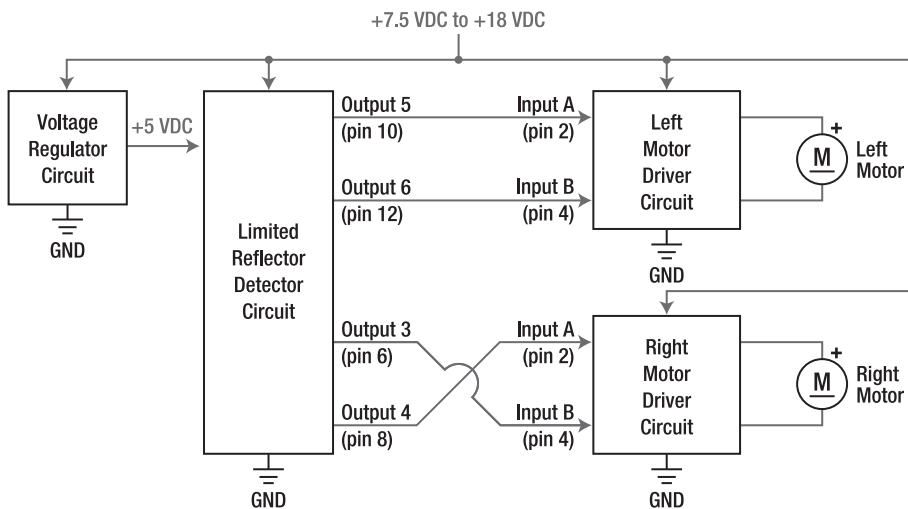 +7.5 VDC to +18 VDC
Voltage
Regulator
Circuit
GND
+5 VDC
Limited
Reflector
Detector
Circuit
GND
Output 5
(pin 10)
Input A
(pin 2)
Output 6
(pin 12)
Input B
(pin 4)
Left
Motor
Driver
Circuit
GND
+
M
Left
Motor
Output 3
(pin 6)
Input A
(pin 2)
Output 4
(pin 8)
Input B
(pin 4)
Right
Motor
Driver
Circuit
GND
+
M
Right
Motor